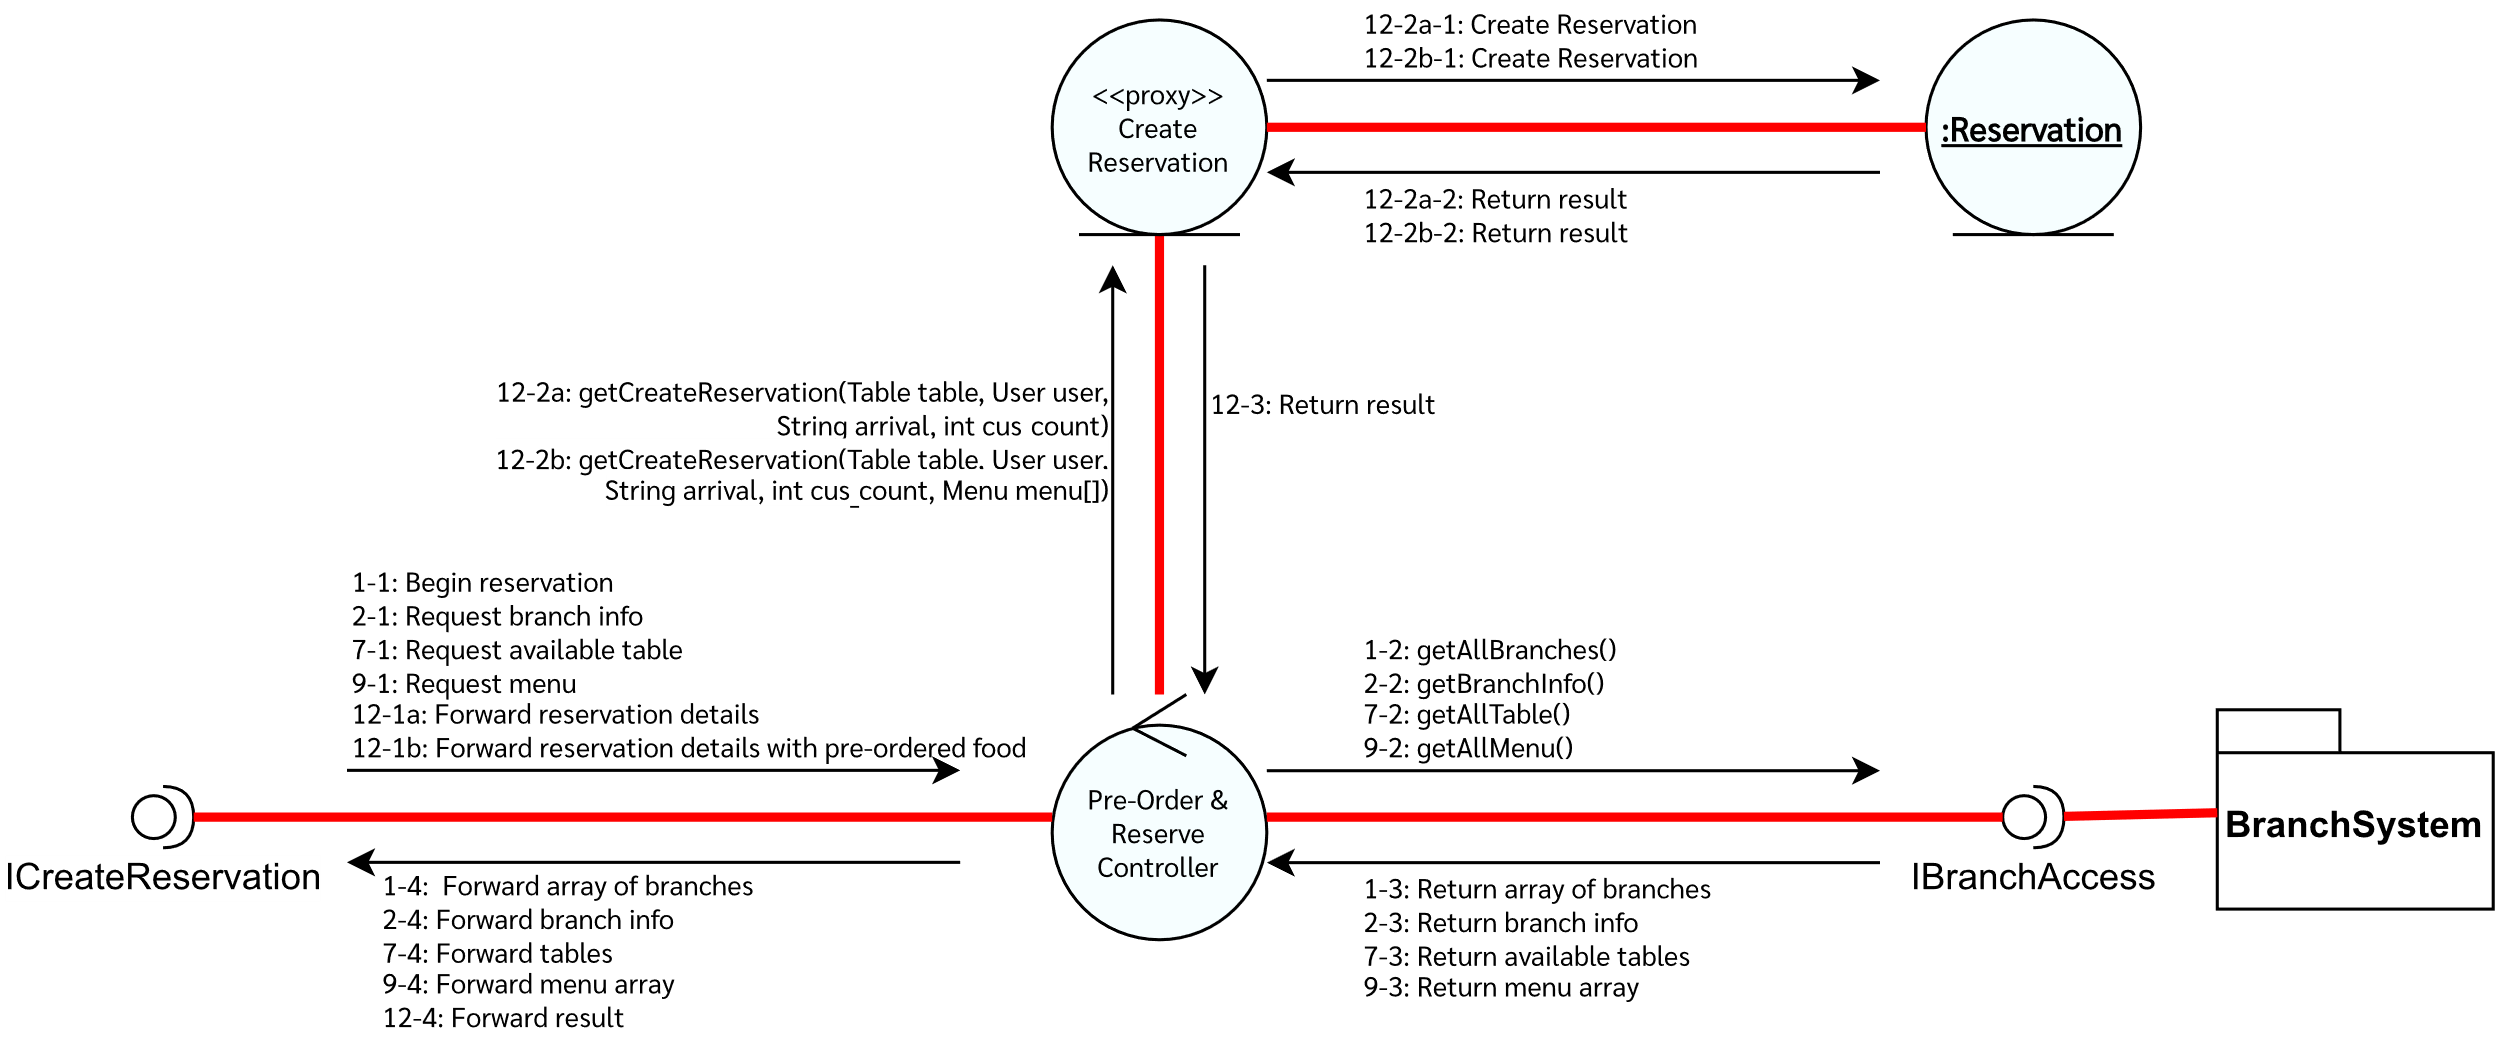 12-2a-1: Create Reservation
12-2b-1: Create Reservation
<<proxy>>
Create
Reservation
:Reservation
12-2a-2: Return result
12-2b-2: Return result
12-2a: getCreateReservation(Table table, User user,
String arrival, int cus count)
12-2b: getCreateReservation(Table table, User user,
String arrival, int cus_count, Menu menu[])
12-3: Return result
1-1: Begin reservation
2-1: Request branch info
7-1: Request available table
9-1: Request menu
12-1a: Forward reservation details
12-1b: Forward reservation details with pre-ordered food
1-2: getAllBranches()
2-2: getBranchInfo()
7-2: getAllTable()
9-2: getAllMenu()
Pre-Order &
Reserve
Controller
BranchSystem
ICreateReservation
IBranchAccess
1-4: Forward array of branches
2-4: Forward branch info
7-4: Forward tables
9-4: Forward menu array
12-4: Forward result
1-3: Return array of branches
2-3: Return branch info
7-3: Return available tables
9-3: Return menu array